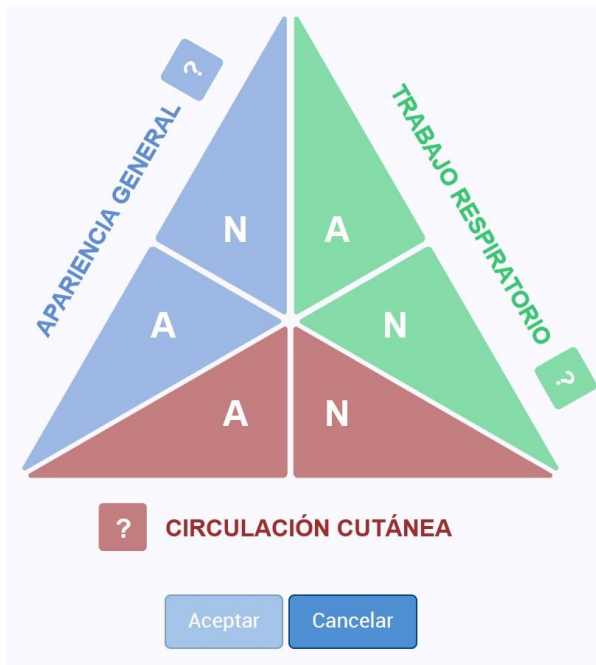 ?
APARIENCIA GENERAL
TRABAJO RESPIRATORIO
?
N
A
A
N
A
N
? CIRCULACIÓN CUTÁNEA
Aceptar
Cancelar